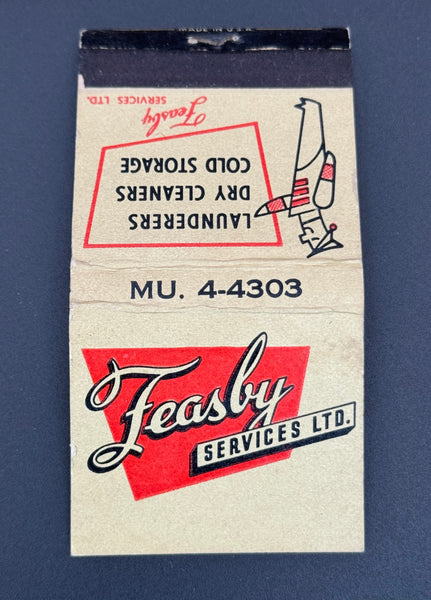 MADE IN U.S.A.
Feasby
SERVICES LTD.
LAUNDERERS
DRY CLEANERS
COLD STORAGE
MU. 4-4303
Feasby
SERVICES LTD.